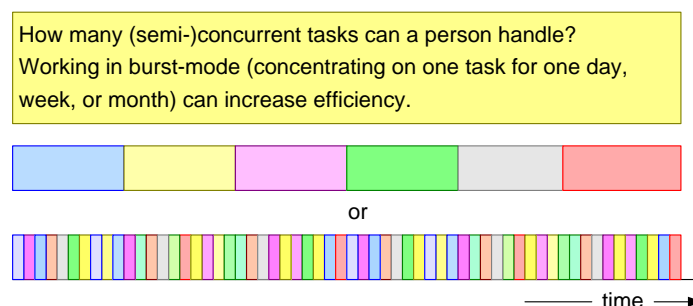 How many (semi-)concurrent tasks can a person handle?
Working in burst-mode (concentrating on one task for one day,
week, or month) can increase efficiency.
or
time